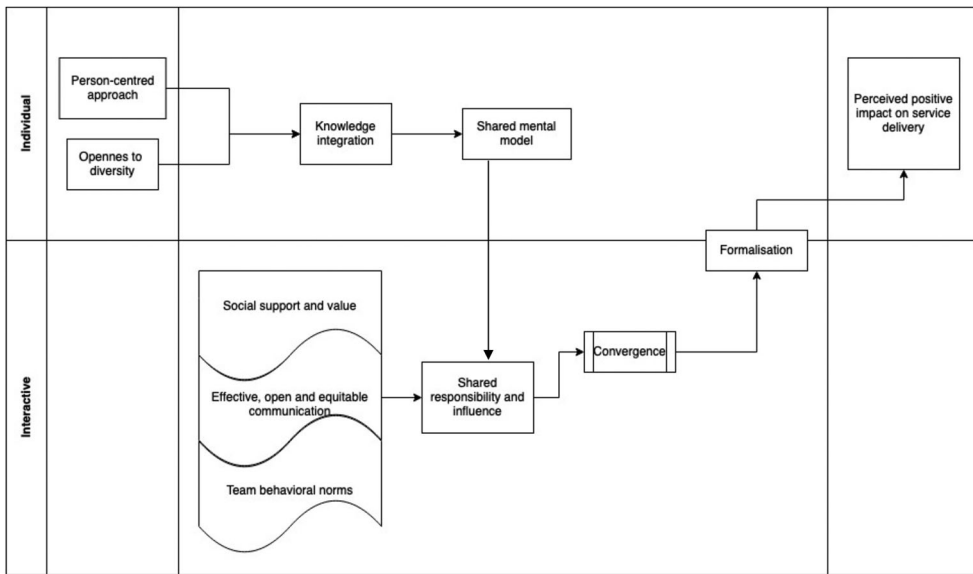 Individual
Person-centred
approach
Opennes to
diversity
Knowledge
integration
Shared mental
model
Perceived positive
impact on service
delivery
Formalisation
Interactive
Social support and value
Effective, open and equitable
communication
Team behavioral norms
Shared
responsibility and
influence
Convergence